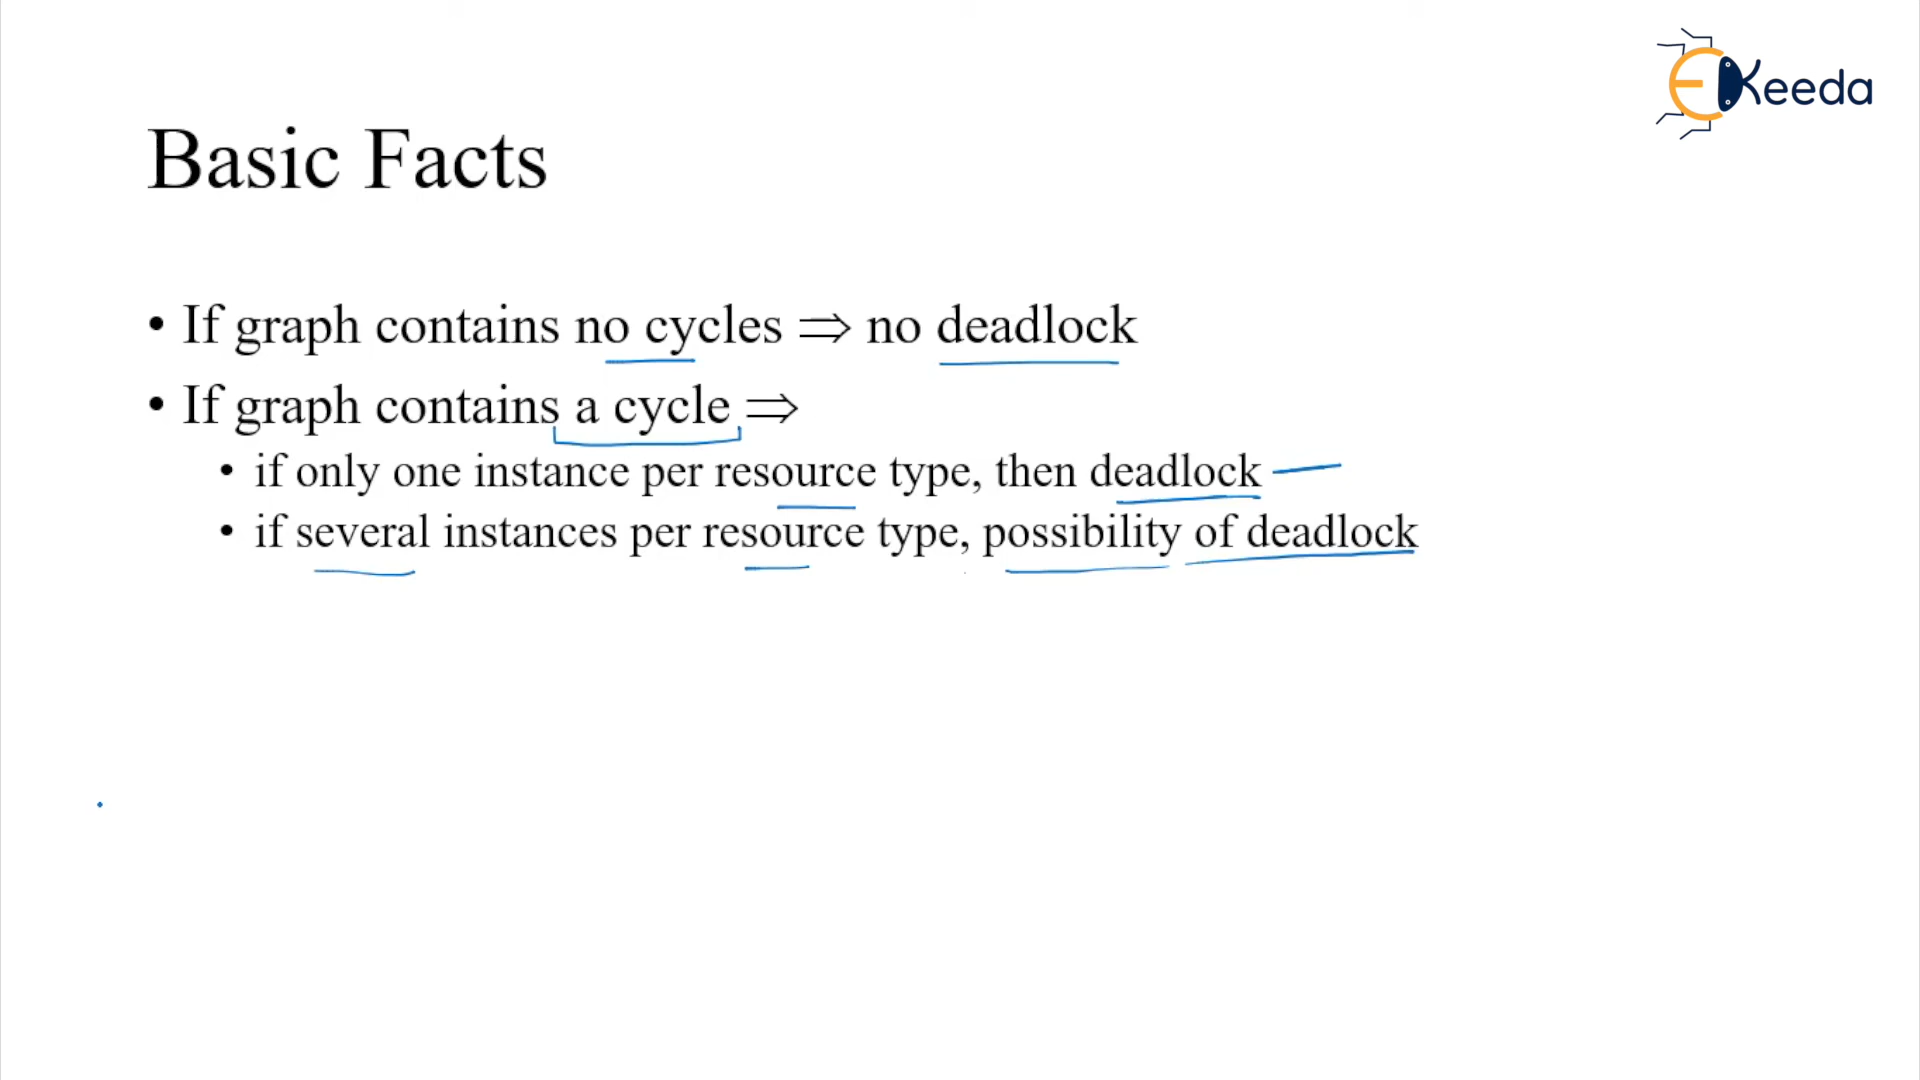 EKeeda
Basic Facts
• If graph contains no cycles ⇒ no deadlock
• If graph contains a cycle ⇒
• if only one instance per resource type, then deadlock
• if several instances per resource type, possibility of deadlock